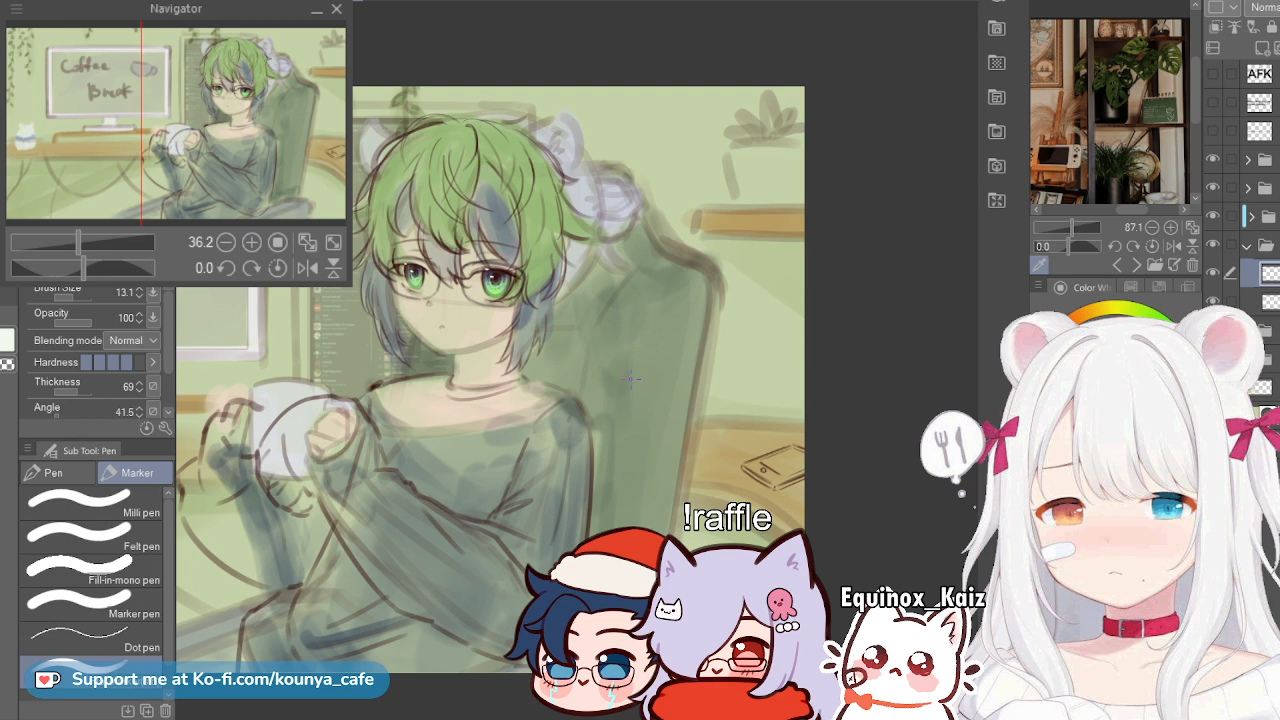 Navigator
Coffee
Break
36.2
0.0
Brush Size
13.1
Opacity
100
Blending mode
Normal
Hardness
Thickness
69
Angle
41.5
Sub Tool: Pen
Pen
Marker
Milli pen
Felt pen
Fill-in-mono pen
Marker pen
Dot pen
Support me at Ko-fi.com/kounya_cafe
!raffle
Equinox_Kaiz
Norma
AFK
87.1
0.0
Color Wh